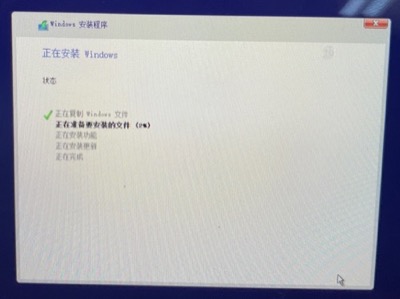 Windows 安装程序
正在安装 Windows
状态
正在复制 Windows 文件
正在准备要安装的文件 (0%)
正在安装功能
正在安装更新
正在完成